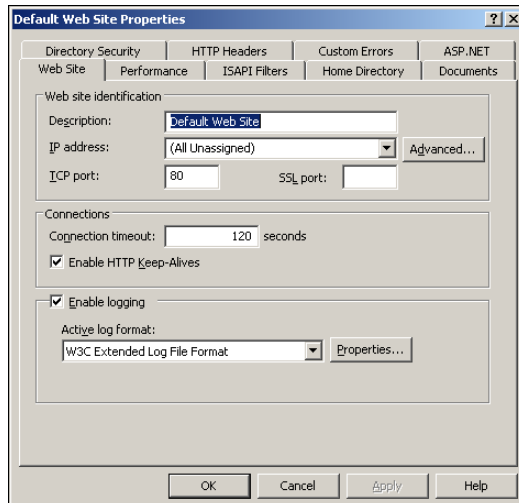 Default Web Site Properties
Directory Security HTTP Headers Custom Errors ASP.NET
Web Site Performance ISAPI Filters Home Directory Documents
Web site identification
Description: Default Web Site
IP address: (All Unassigned) Advanced...
TCP port: 80 SSL port:
Connections
Connection timeout: 120 seconds
Enable HTTP Keep-Alives
Enable logging
Active log format:
W3C Extended Log File Format Properties...
OK Cancel Apply Help